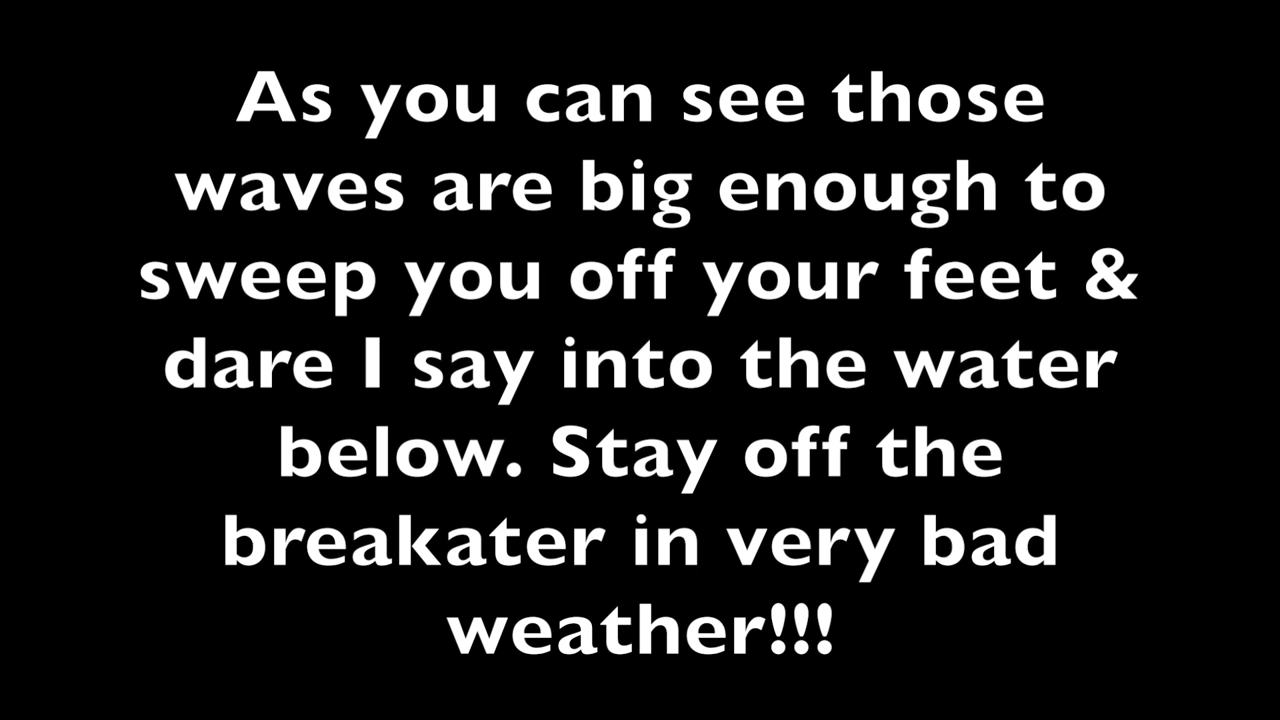 As you can see those
waves are big enough to
sweep you off your feet &
dare I say into the water
below. Stay off the
breakater in very bad
weather!!!